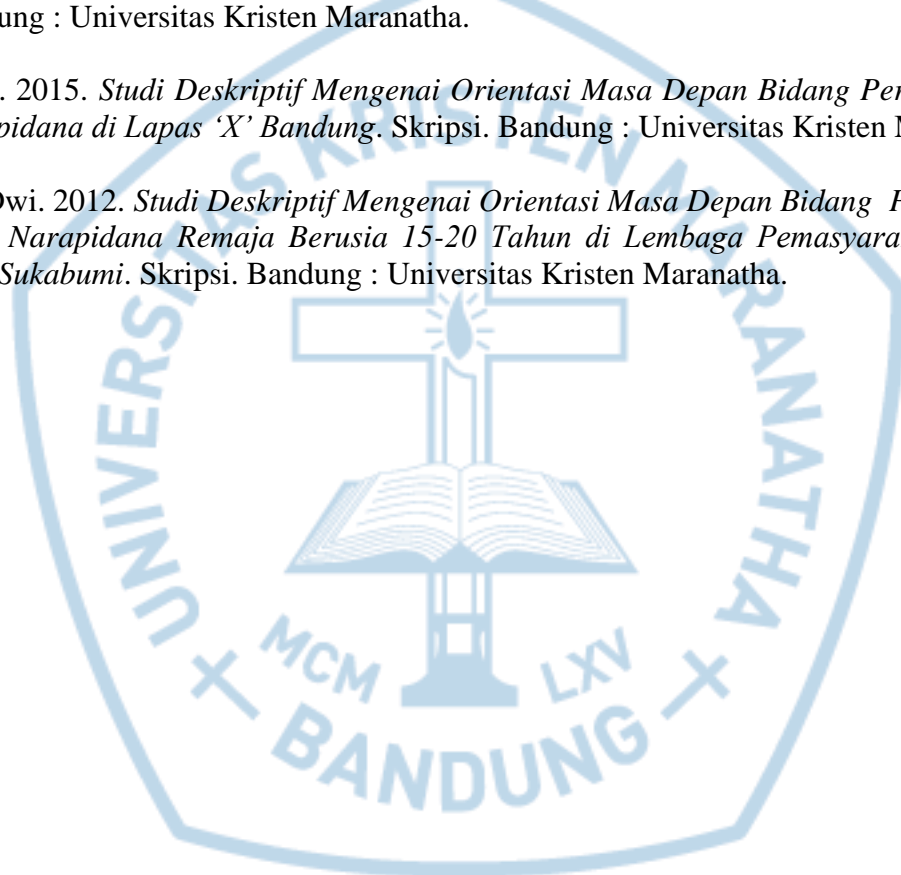 ung : Universitas Kristen Maranatha.
. 2015. Studi Deskriptif Mengenai Orientasi Masa Depan Bidang Per
pidana di Lapas ‘X’ Bandung. Skripsi. Bandung : Universitas Kristen M
Dwi. 2012. Studi Deskriptif Mengenai Orientasi Masa Depan Bidang
Narapidana Remaja Berusia 15-20 Tahun di Lembaga Pemasyara
Sukabumi. Skripsi. Bandung : Universitas Kristen Maranatha.
UNIVERSITAS KRISTEN MARANATHA
MCM LXV
BANDUNG